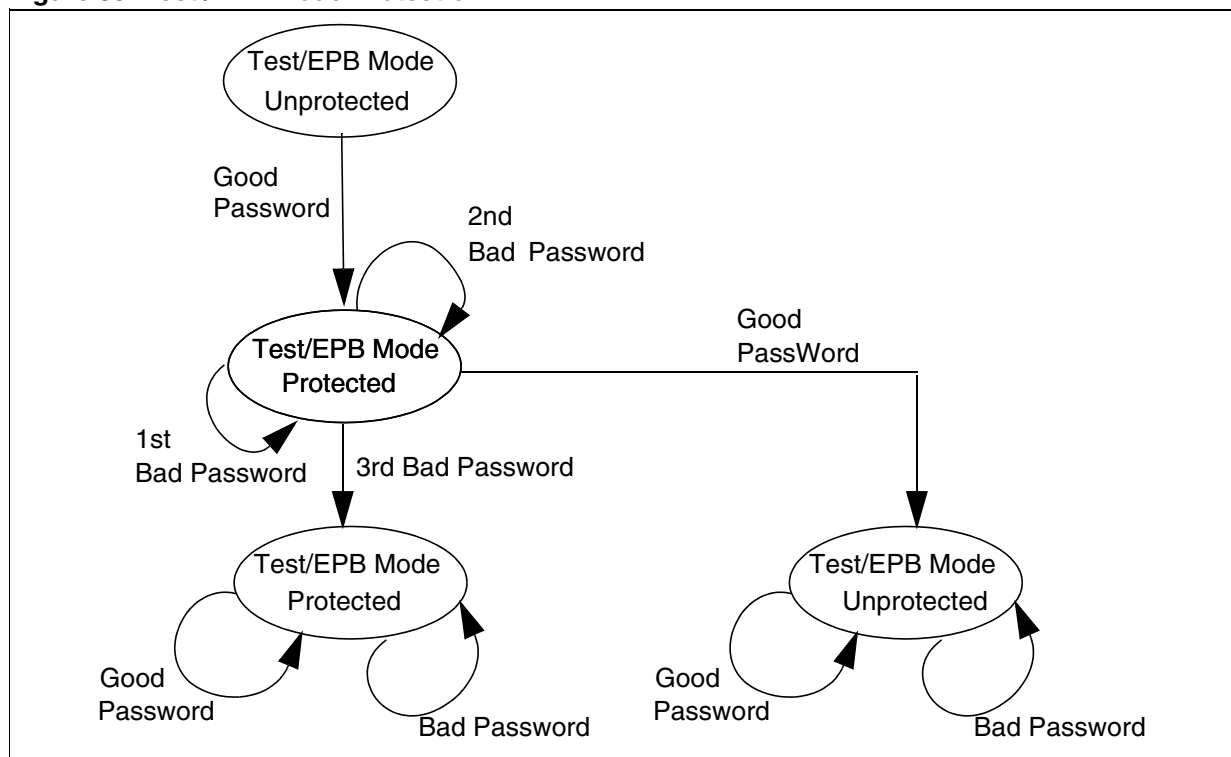 Test/EPB Mode
Unprotected
Good
Password
2nd
Bad Password
Test/EPB Mode
Protected
Good
PassWord
1st
Bad Password
3rd Bad Password
Test/EPB Mode
Protected
Test/EPB Mode
Unprotected
Good
Password
Bad Password
Good
Password
Bad Password